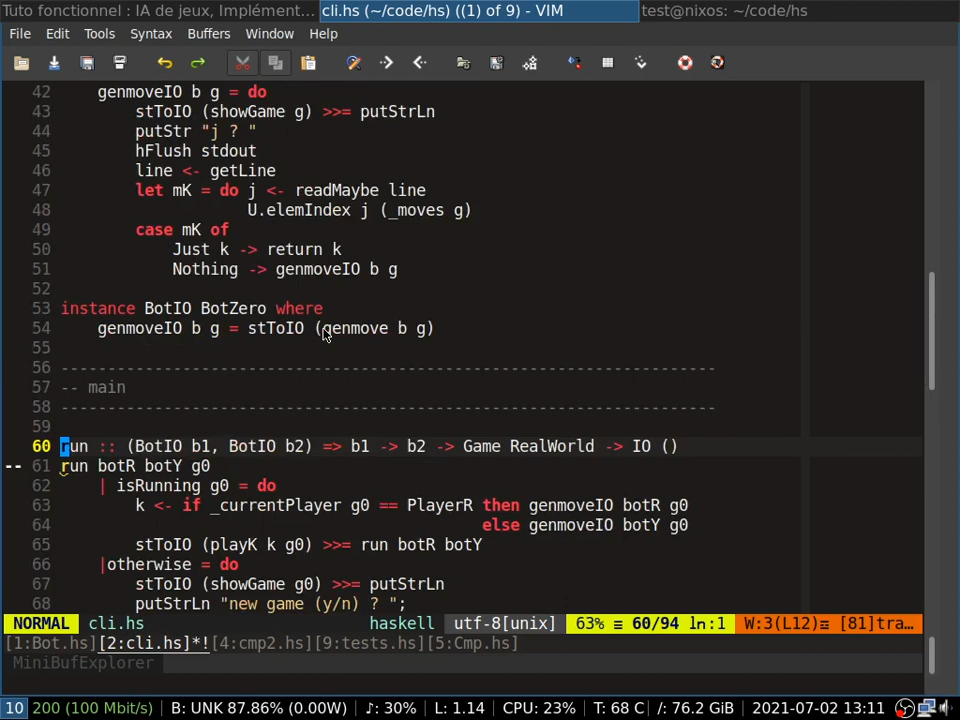 Tuto fonctionnel : IA de jeux, Implément... cli.hs (~/code/hs) ((1) of 9) - VIM test@nixos: ~/code/hs
File Edit Tools Syntax Buffers Window Help
42 genmoveIO b g = do
43 stToIO (showGame g) >>= putStrLn
44 putStr "j ? "
45 hFlush stdout
46 line <- getLine
47 let mK = do j <- readMaybe line
48 U.elemIndex j (_moves g)
49 case mK of
50 Just k -> return k
51 Nothing -> genmoveIO b g
52
53 instance BotIO BotZero where
54 genmoveIO b g = stToIO (genmove b g)
55
56 ----------------------------------------------------------------------
57 -- main
58 ----------------------------------------------------------------------
59
60 run :: (BotIO b1, BotIO b2) => b1 -> b2 -> Game RealWorld -> IO ()
-- 61 run botR botY g0
62 | isRunning g0 = do
63 k <- if _currentPlayer g0 == PlayerR then genmoveIO botR g0
64 else genmoveIO botY g0
65 stToIO (playK k g0) >>= run botR botY
66 |otherwise = do
67 stToIO (showGame g0) >>= putStrLn
68 putStrLn "new game (y/n) ? ";
NORMAL cli.hs haskell utf-8[unix] 63% ≡ 60/94 ln:1 W:3(L12)≡ [81]tra...
[1:Bot.hs][2:cli.hs]*![4:cmp2.hs][9:tests.hs][5:Cmp.hs]
MiniBufExplorer
10 200 (100 Mbit/s) B: UNK 87.86% (0.00W) ♪: 30% L: 1.14 CPU: 23% T: 68 C /: 76.2 GiB 2021-07-02 13:11